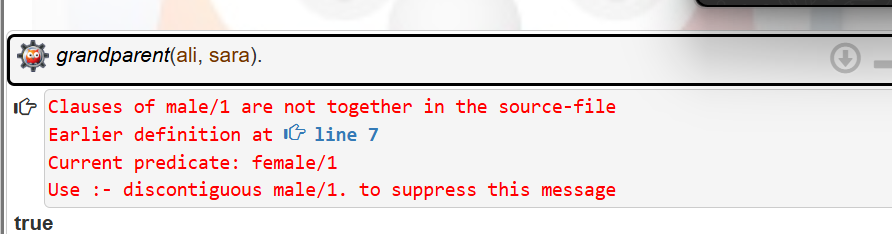 grandparent(ali, sara).
Clauses of male/1 are not together in the source-file
Earlier definition at line 7
Current predicate: female/1
Use :- discontiguous male/1. to suppress this message
true